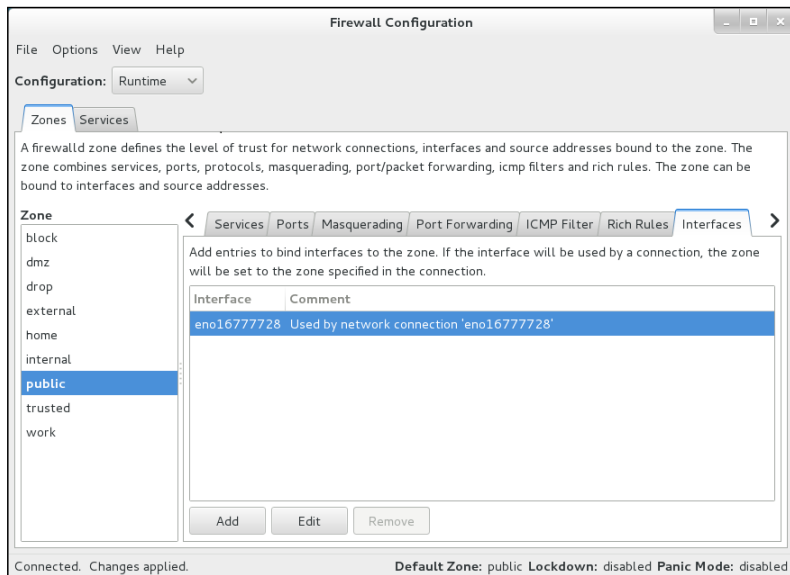 Firewall Configuration
File Options View Help
Configuration: Runtime
Zones Services
A firewalld zone defines the level of trust for network connections, interfaces and source addresses bound to the zone. The
zone combines services, ports, protocols, masquerading, port/packet forwarding, icmp filters and rich rules. The zone can be
bound to interfaces and source addresses.
Zone
block
dmz
drop
external
home
internal
public
trusted
work
Services Ports Masquerading Port Forwarding ICMP Filter Rich Rules Interfaces
Add entries to bind interfaces to the zone. If the interface will be used by a connection, the zone
will be set to the zone specified in the connection.
Interface Comment
eno16777728 Used by network connection 'eno16777728'
Add Edit Remove
Connected. Changes applied.
Default Zone: public Lockdown: disabled Panic Mode: disabled